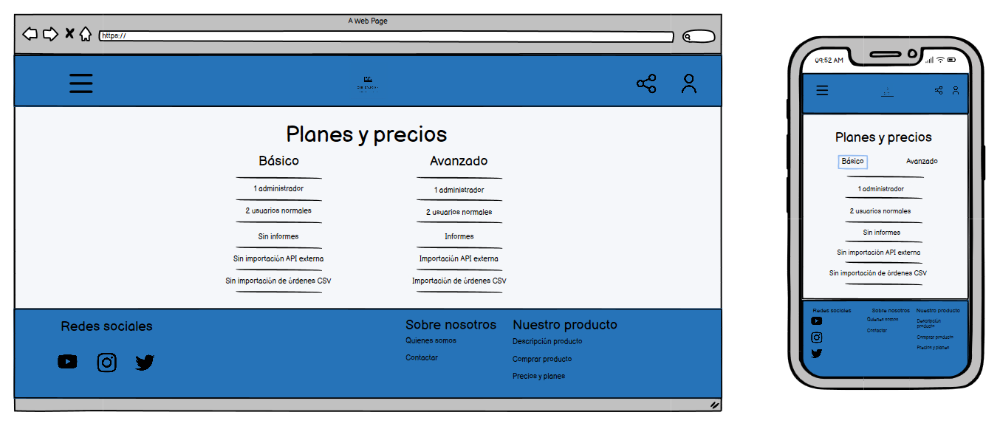 A Web Page
https://
Planes y precios
Básico
Avanzado
1 administrador
1 administrador
2 usuarios normales
2 usuarios normales
Sin informes
Informes
Sin importación API externa
Importación API externa
Sin importación de órdenes CSV
Importación de órdenes CSV
Redes sociales
Sobre nosotros
Quienes somos
Contactar
Nuestro producto
Descripción producto
Comprar producto
Precios y planes
09:52 AM
Planes y precios
Básico
Avanzado
1 administrador
2 usuarios normales
Sin informes
Sin importación API externa
Sin importación de órdenes CSV
Redes sociales
Sobre nosotros
Quienes somos
Contactar
Nuestro producto
Descripción
producto
Comprar producto
Precios y planes